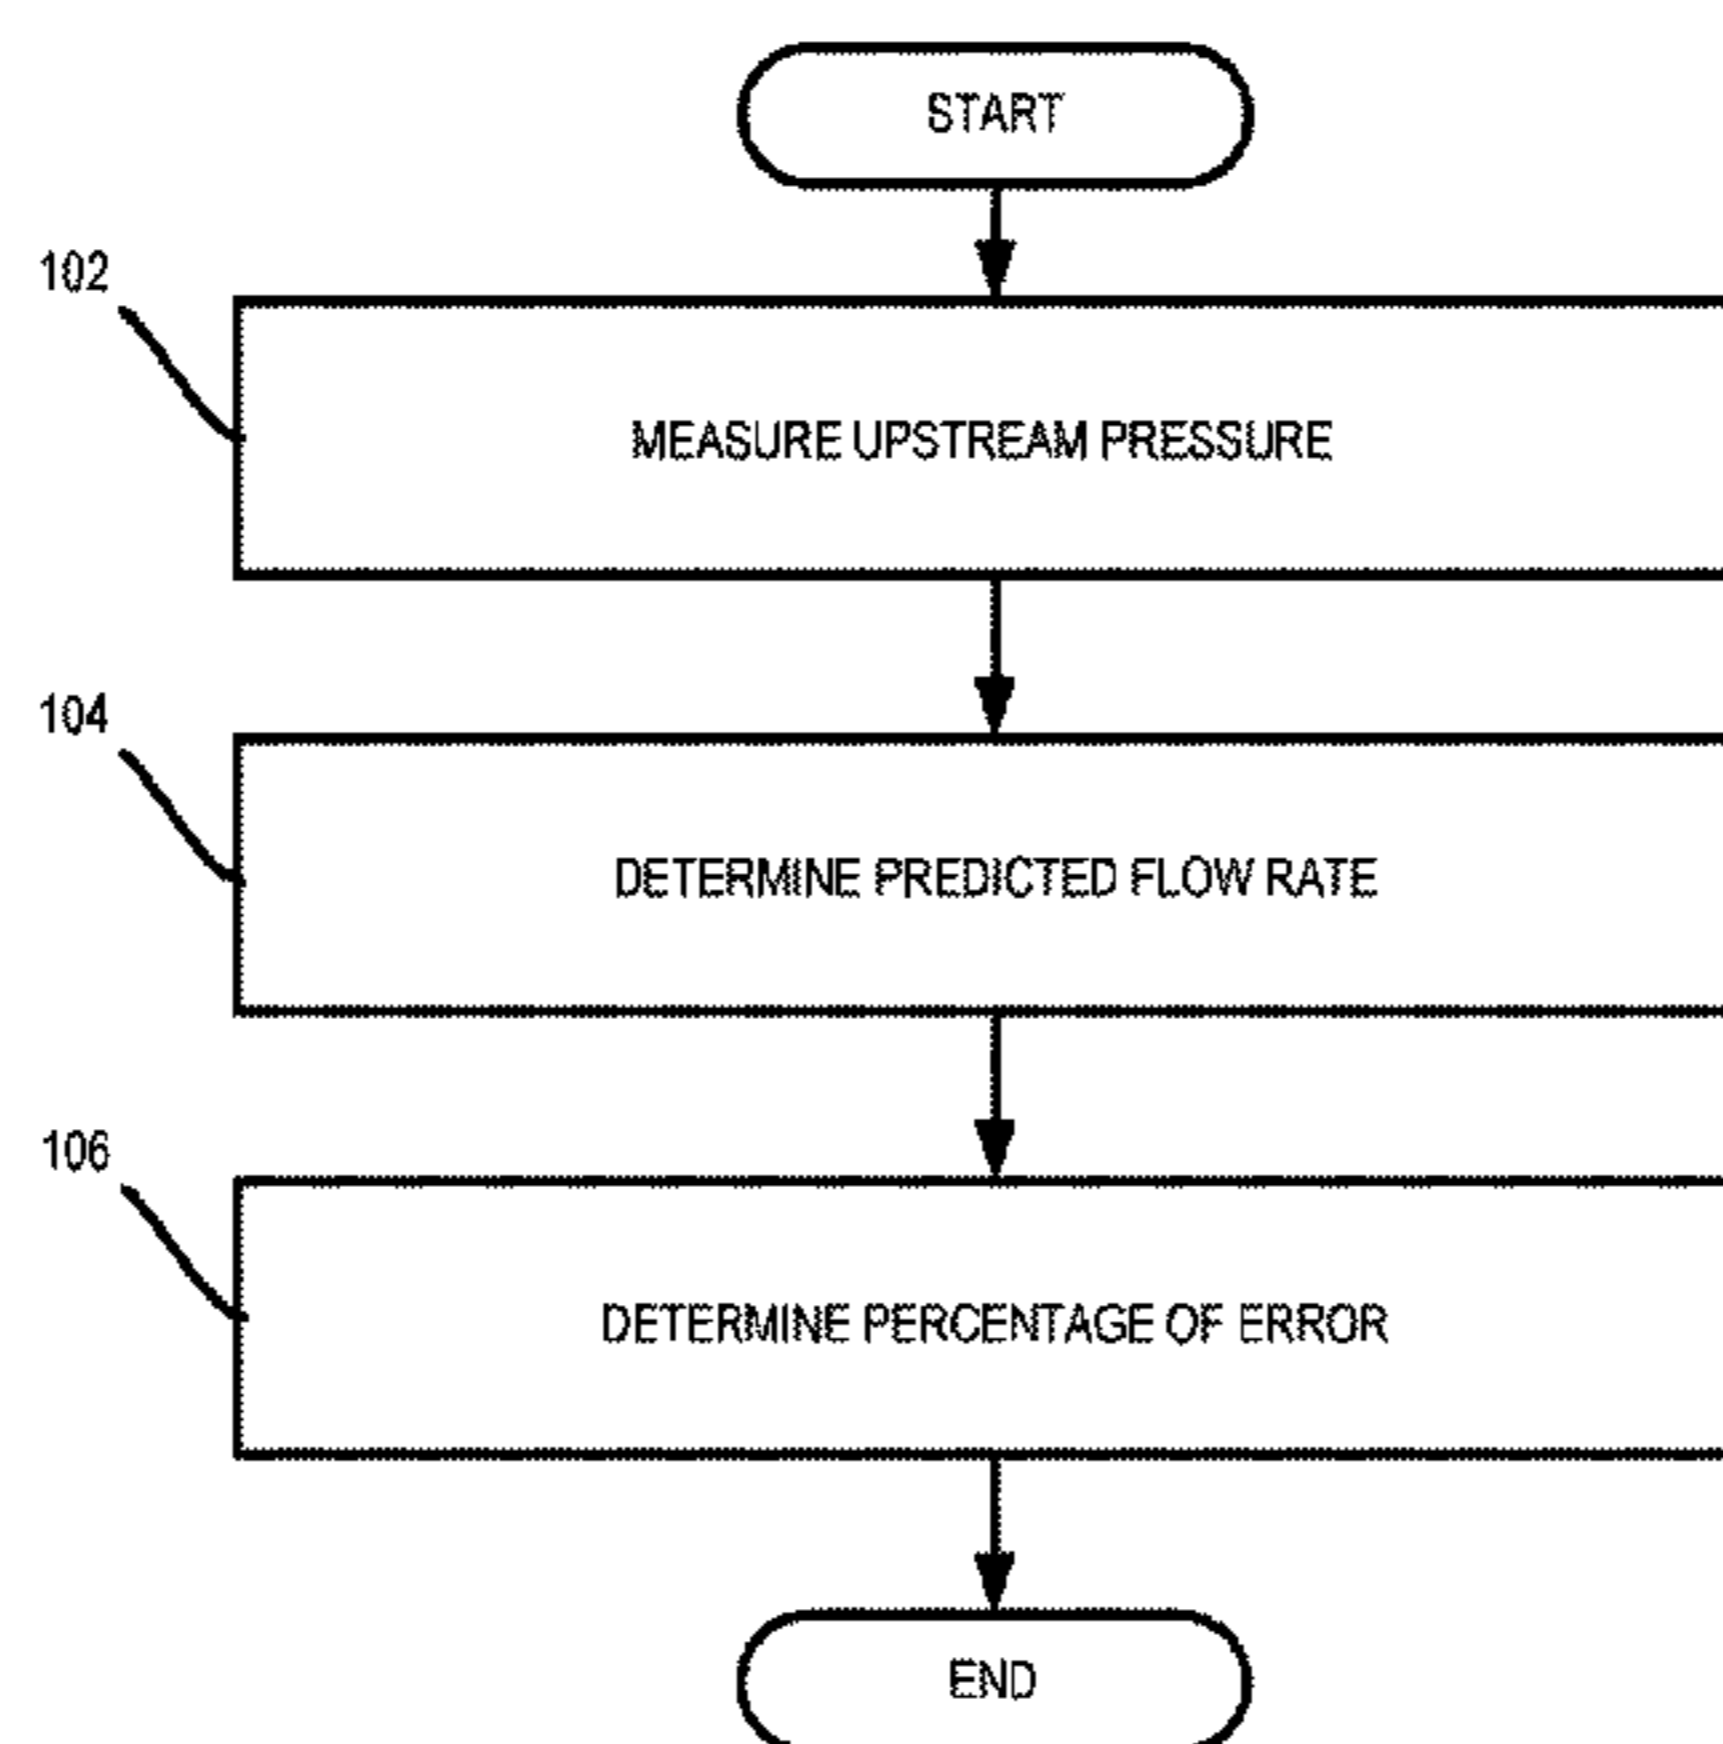 START
102
MEASURE UPSTREAM PRESSURE
104
DETERMINE PREDICTED FLOW RATE
106
DETERMINE PERCENTAGE OF ERROR
END